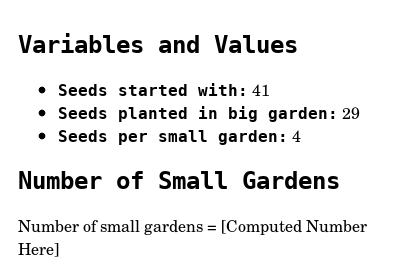 Variables and Values
• Seeds started with: 41
• Seeds planted in big garden: 29
• Seeds per small garden: 4
Number of Small Gardens
Number of small gardens = [Computed Number
Here]